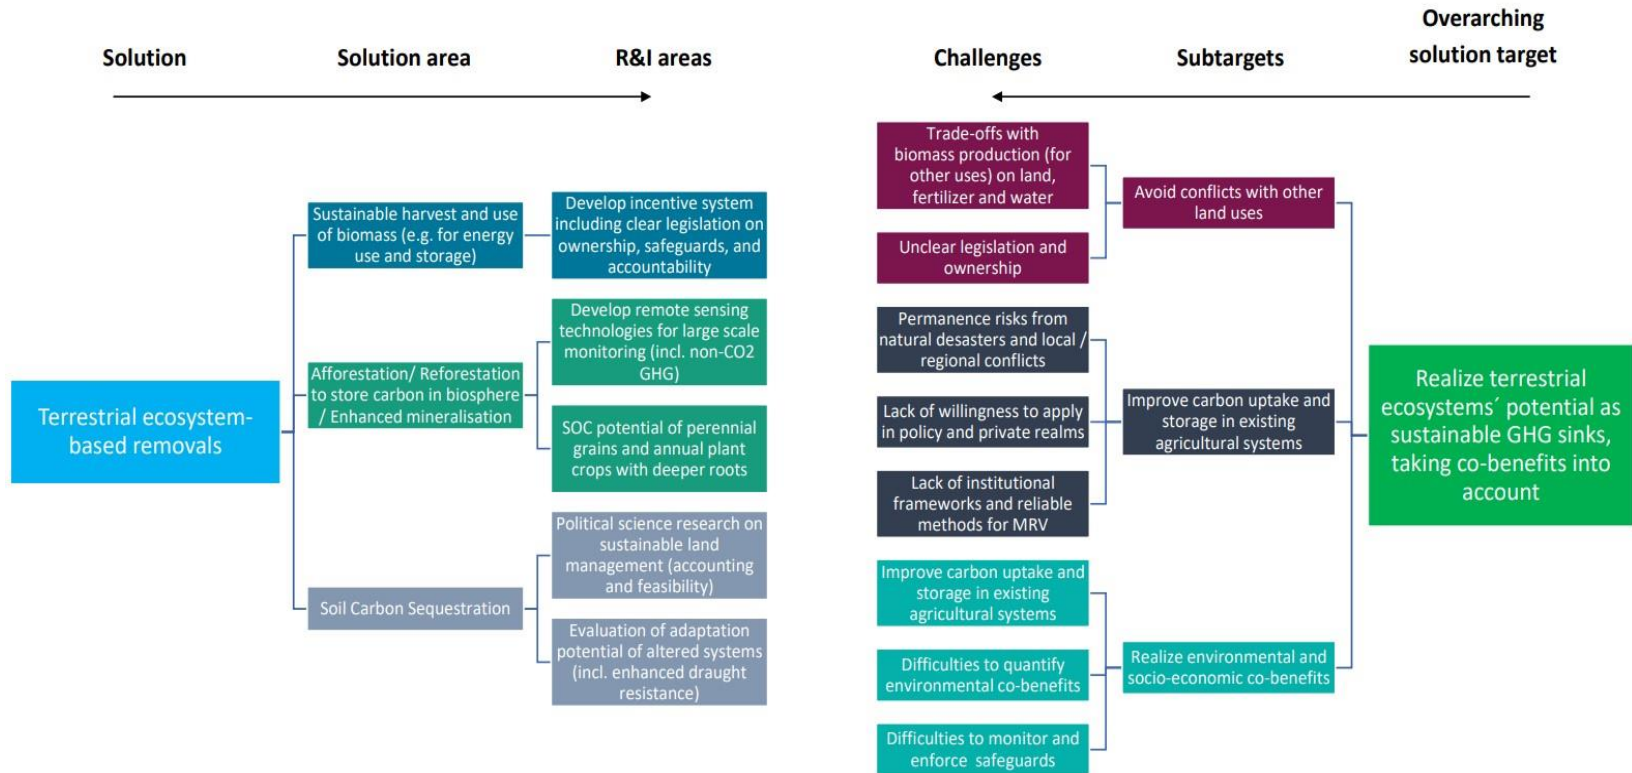 Solution
Solution area
R&I areas
Challenges
Subtargets
Overarching
solution target
Terrestrial ecosystem-
based removals
Sustainable harvest and use
of biomass (e.g. for energy
use and storage)
Afforestation/ Reforestation
to store carbon in biosphere
/ Enhanced mineralisation
Soil Carbon Sequestration
Develop incentive system
including clear legislation on
ownership, safeguards, and
accountability
Develop remote sensing
technologies for large scale
monitoring (incl. non-CO2
GHG)
SOC potential of perennial
grains and annual plant
crops with deeper roots
Political science research on
sustainable land
management (accounting
and feasibility)
Evaluation of adaptation
potential of altered systems
(incl. enhanced draught
resistance)
Trade-offs with
biomass production (for
other uses) on land,
fertilizer and water
Unclear legislation and
ownership
Permanence risks from
natural desasters and local /
regional conflicts
Lack of willingness to apply
in policy and private realms
Lack of institutional
frameworks and reliable
methods for MRV
Improve carbon uptake and
storage in existing
agricultural systems
Difficulties to quantify
environmental co-benefits
Difficulties to monitor and
enforce safeguards
Avoid conflicts with other
land uses
Improve carbon uptake and
storage in existing
agricultural systems
Realize environmental and
socio-economic co-benefits
Realize terrestrial
ecosystems´ potential as
sustainable GHG sinks,
taking co-benefits into
account